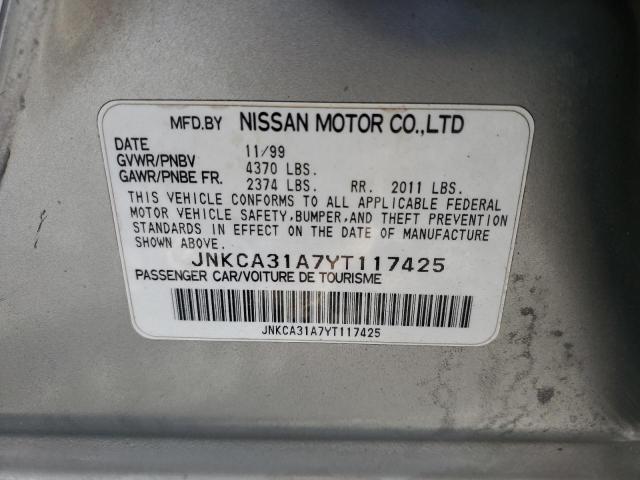 MFD.BY NISSAN MOTOR CO.,LTD
DATE 11/99
GVWR/PNBV 4370 LBS.
GAWR/PNBE FR. 2374 LBS. RR. 2011 LBS.
THIS VEHICLE CONFORMS TO ALL APPLICABLE FEDERAL
MOTOR VEHICLE SAFETY,BUMPER,AND THEFT PREVENTION
STANDARDS IN EFFECT ON THE DATE OF MANUFACTURE
SHOWN ABOVE.
JNKCA31A7YT117425
PASSENGER CAR/VOITURE DE TOURISME
JNKCA31A7YT117425